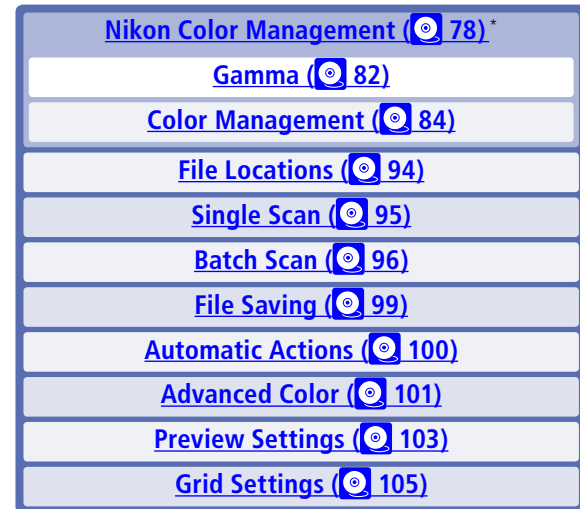 Nikon Color Management ( 78)*
Gamma ( 82)
Color Management ( 84)
File Locations ( 94)
Single Scan ( 95)
Batch Scan ( 96)
File Saving ( 99)
Automatic Actions ( 100)
Advanced Color ( 101)
Preview Settings ( 103)
Grid Settings ( 105)